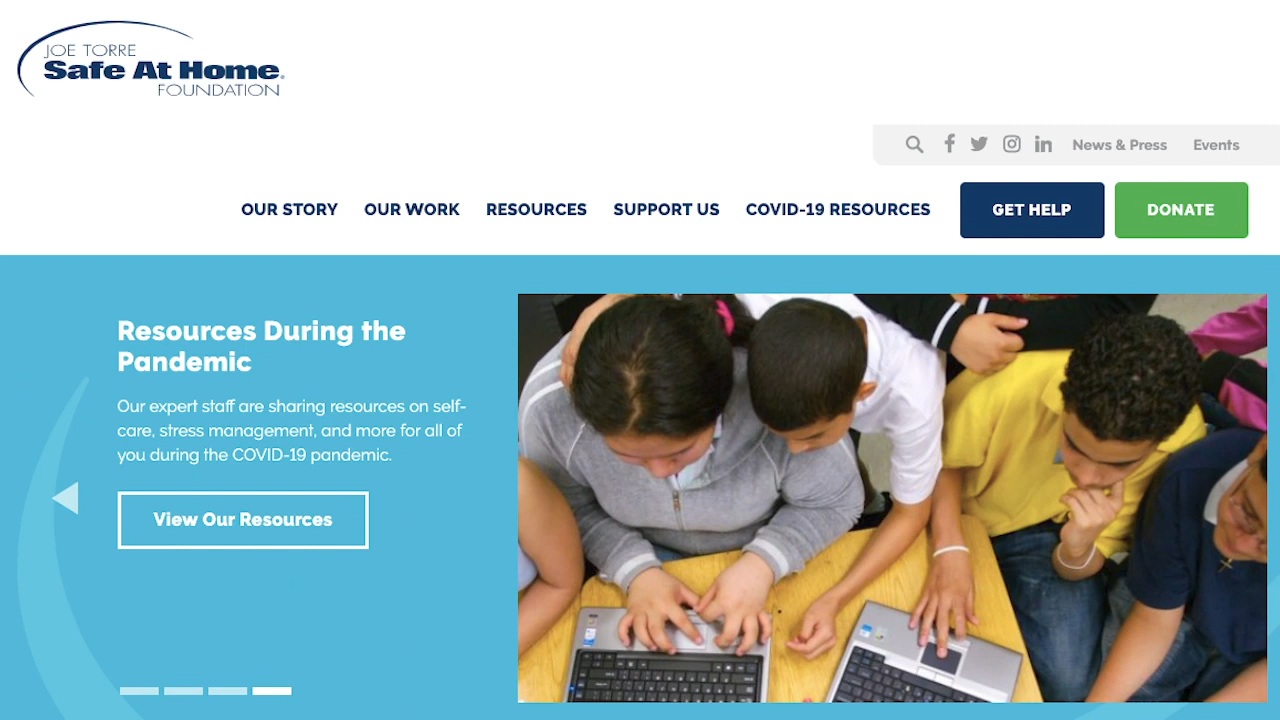 JOE TORRE
Safe At Home®
FOUNDATION
News & Press Events
OUR STORY OUR WORK RESOURCES SUPPORT US COVID-19 RESOURCES GET HELP DONATE
Resources During the
Pandemic
Our expert staff are sharing resources on self-
care, stress management, and more for all of
you during the COVID-19 pandemic.
View Our Resources